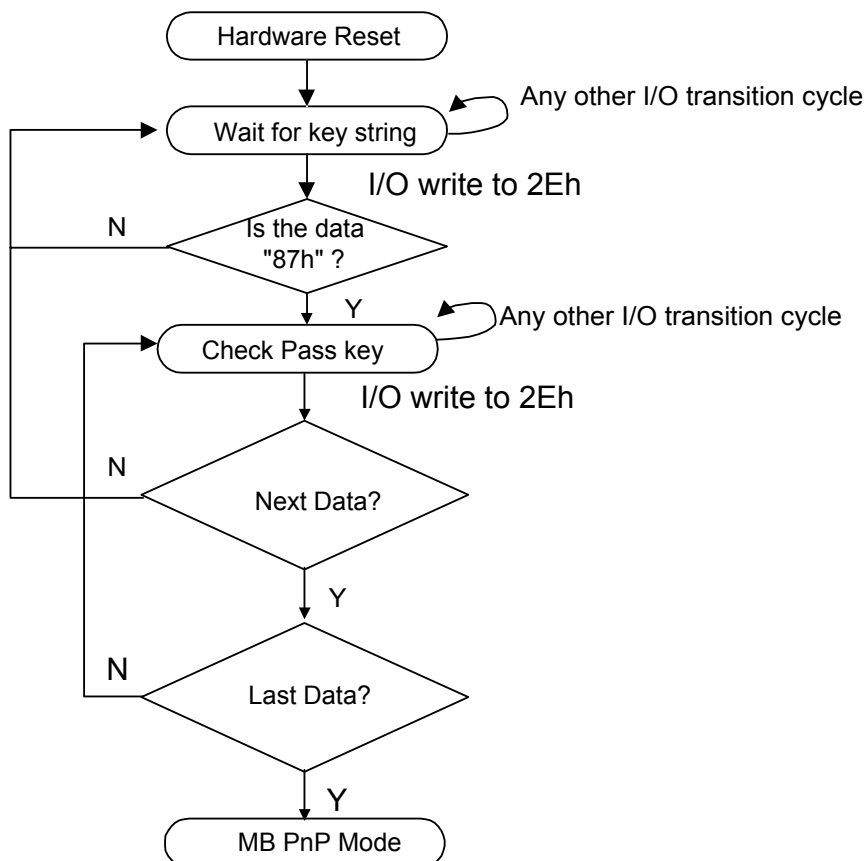 Hardware Reset
Any other I/O transition cycle
Wait for key string
I/O write to 2Eh
N
Is the data
"87h" ?
Y
Any other I/O transition cycle
Check Pass key
I/O write to 2Eh
N
Next Data?
Y
N
Last Data?
Y
MB PnP Mode